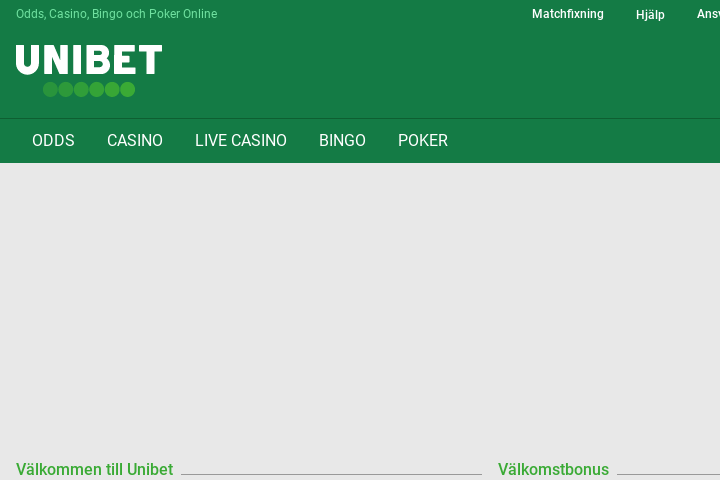 Odds, Casino, Bingo och Poker Online
Matchfixning
Hjälp
UNIBET
ODDS
CASINO
LIVE CASINO
BINGO
POKER
Välkommen till Unibet
Välkomstbonus